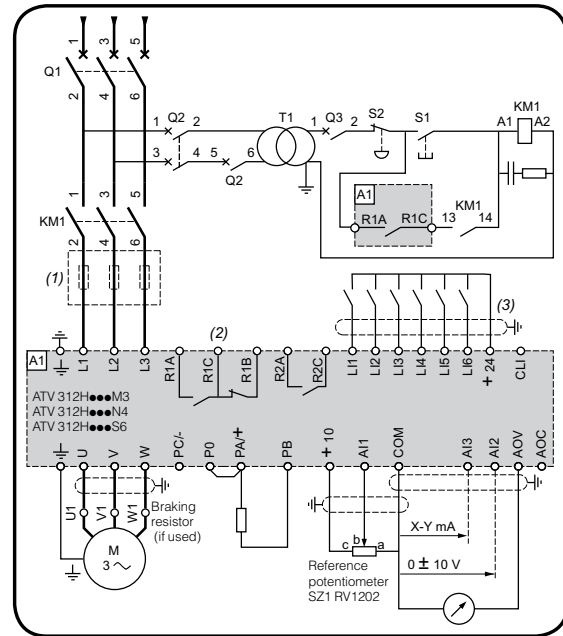 1 3 5
Q1
2 4 6
1 Q2 2 T1 1 Q3 2 S2 S1 KM1
A1 A2
3 4 5 6
Q2
1 3 5
KM1
2 4 6
A1
R1A R1C 13 KM1 14
(1)
(2)
(3)
A1
L1 L2 L3 R1A R1C R1B R2A R2C LI1 LI2 LI3 LI4 LI5 LI6 + 24 CLI
ATV 312H●●●M3
ATV 312H●●●N4
ATV 312H●●●S6
U V W PC/- P0 PA/+ PB + 10 AI1 COM AI3 AI2 AOV AOC
U1 V1 W1
Braking
resistor
(if used)
M
3 ~
X-Y mA
c b a
0 ± 10 V
Reference
potentiometer
SZ1 RV1202